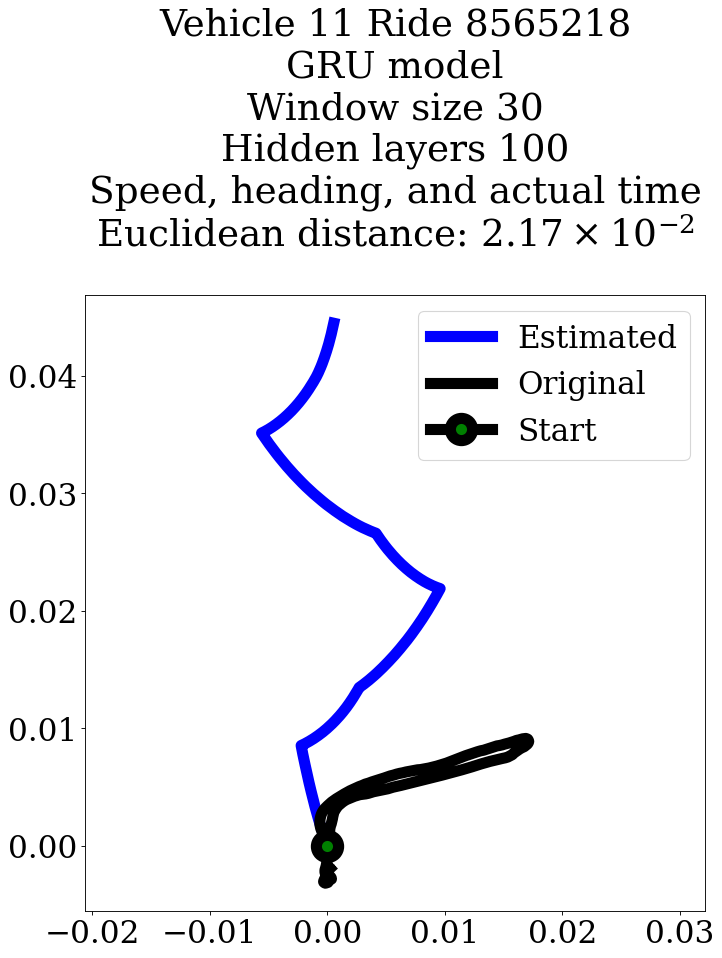 Vehicle 11 Ride 8565218
GRU model
Window size 30
Hidden layers 100
Speed, heading, and actual time
Euclidean distance: 2.17 × 10⁻²
Estimated
Original
Start
0.04
0.03
0.02
0.01
0.00
−0.02 −0.01 0.00 0.01 0.02 0.03